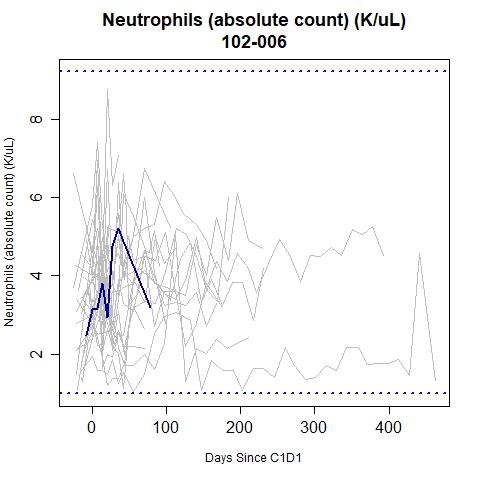 Neutrophils (absolute count) (K/uL)
102-006
Neutrophils (absolute count) (K/uL)
8
6
4
2
0 100 200 300 400
Days Since C1D1